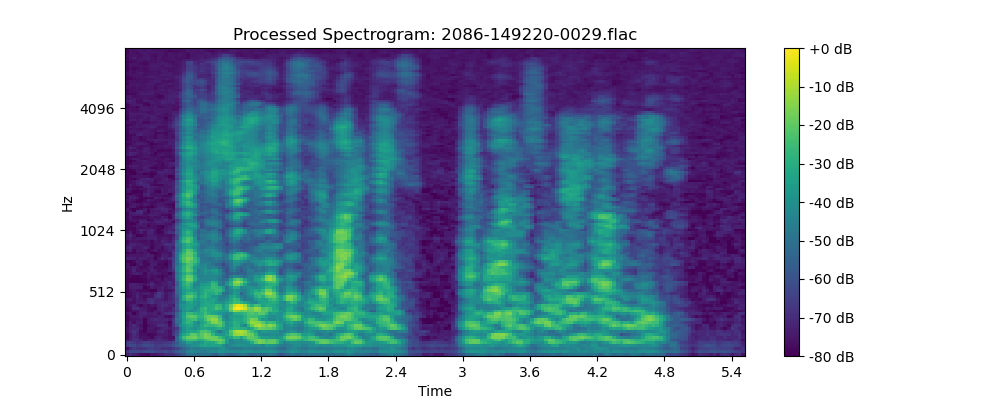 Processed Spectrogram: 2086-149220-0029.flac
Hz
4096
2048
1024
512
0
0 0.6 1.2 1.8 2.4 3 3.6 4.2 4.8 5.4
Time
+0 dB
-10 dB
-20 dB
-30 dB
-40 dB
-50 dB
-60 dB
-70 dB
-80 dB